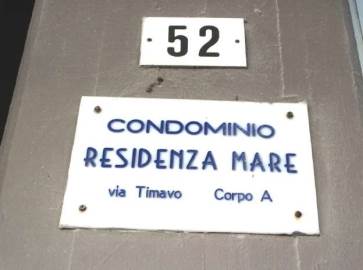 52
CONDOMINIO
RESIDENZA MARE
via Timavo Corpo A